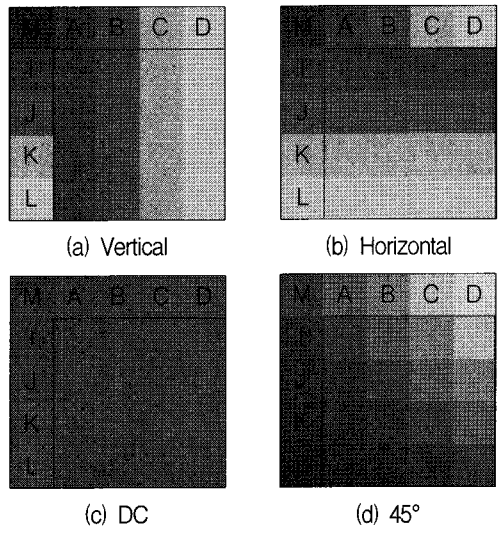 M A B C D
I
J
K
L
(a) Vertical
M A B C D
I
J
K
L
(b) Horizontal
M A B C D
I
J
K
L
(c) DC
M A B C D
I
J
K
L
(d) 45°